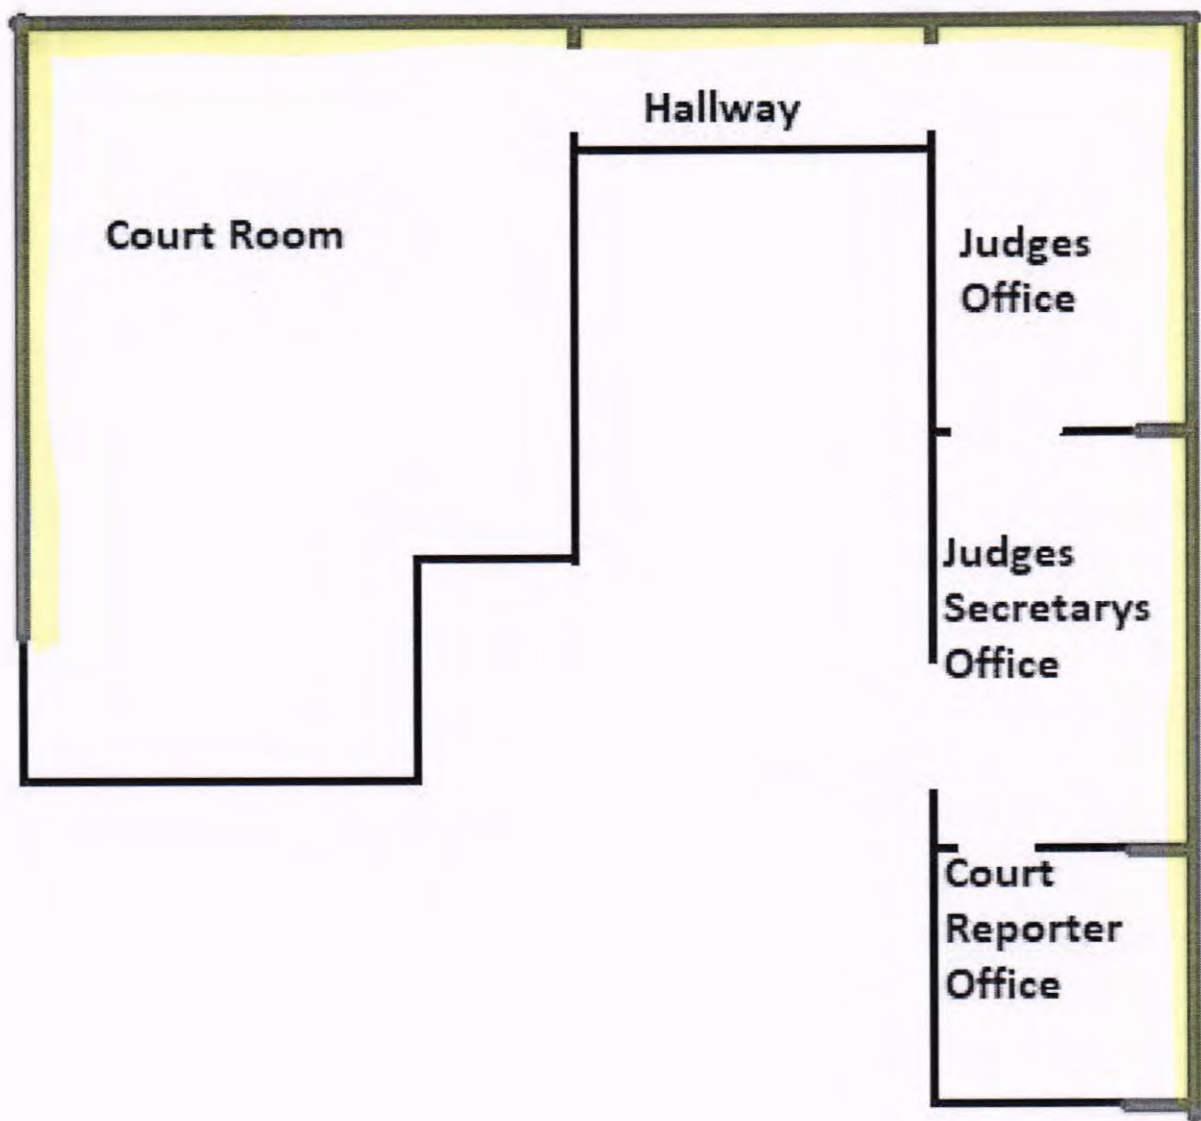 Hallway
Court Room
Judges
Office
Judges
Secretarys
Office
Court
Reporter
Office